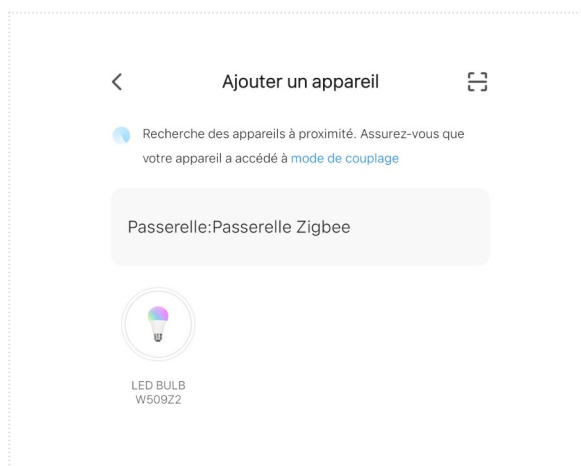 Ajouter un appareil
Recherche des appareils à proximité. Assurez-vous que
votre appareil a accédé à mode de couplage
Passerelle:Passerelle Zigbee
LED BULB
W509Z2